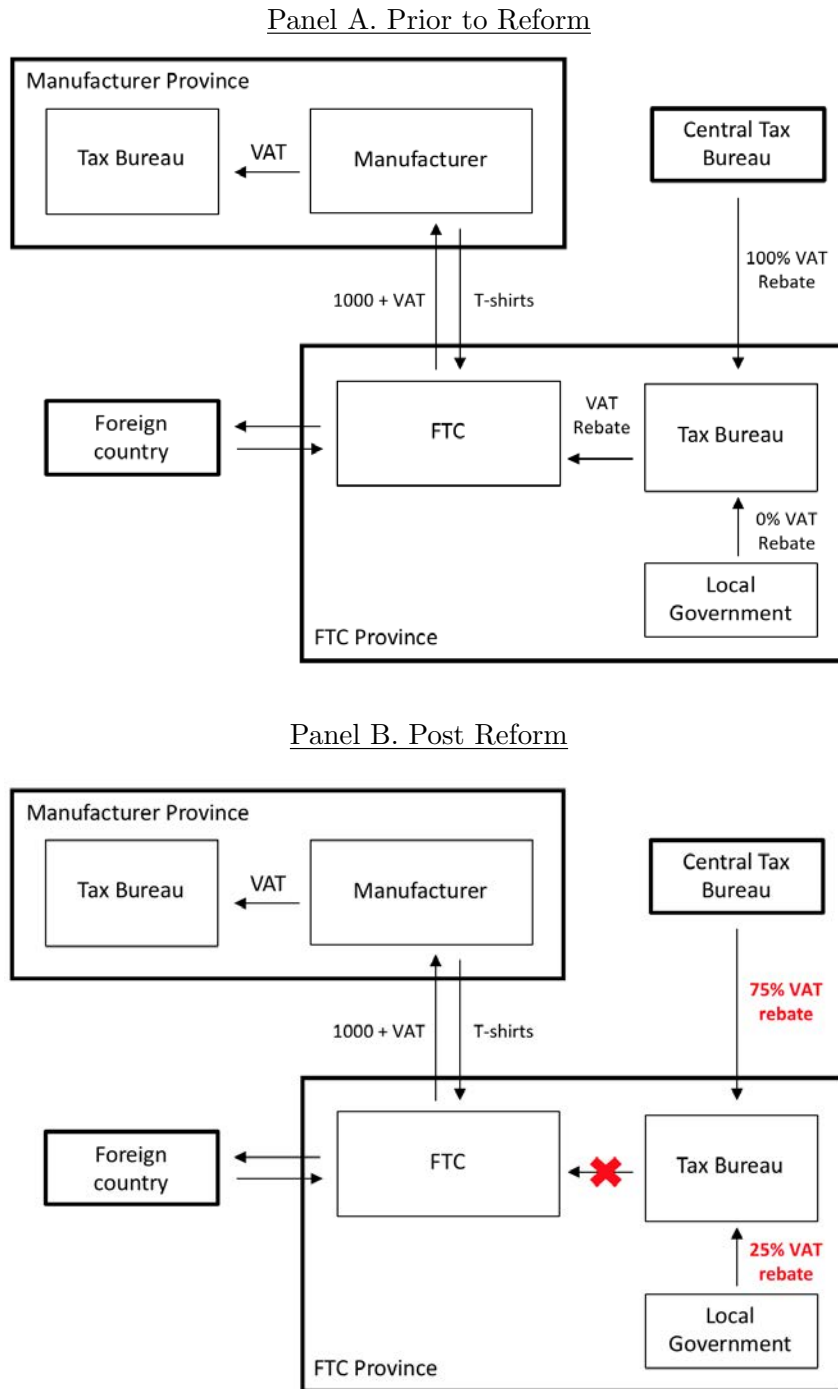 Panel A. Prior to Reform
Manufacturer Province
Tax Bureau
VAT
Manufacturer
Central Tax
Bureau
1000 + VAT
T-shirts
100% VAT
Rebate
Foreign
country
FTC
VAT
Rebate
Tax Bureau
0% VAT
Rebate
Local
Government
FTC Province
Panel B. Post Reform
Manufacturer Province
Tax Bureau
VAT
Manufacturer
Central Tax
Bureau
1000 + VAT
T-shirts
75% VAT
rebate
Foreign
country
FTC
Tax Bureau
25% VAT
rebate
Local
Government
FTC Province